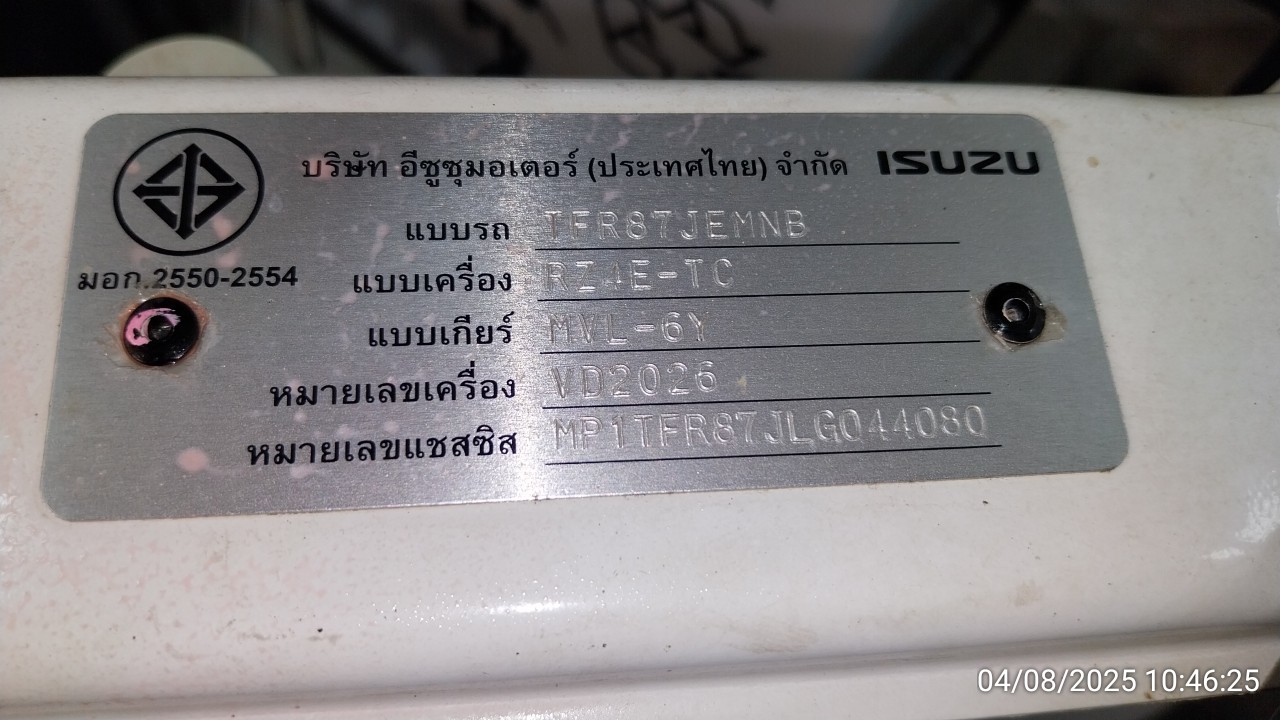 บริษัท อีซูซุมอเตอร์ (ประเทศไทย) จำกัด ISUZU
แบบรถ TFR87JEMNB
มอก.2550-2554
แบบเครื่อง RZ4E-TC
แบบเกียร์ MVL-6Y
หมายเลขเครื่อง VD2026
หมายเลขแชสซิส MP1TFR87JLG044080
04/08/2025 10:46:25